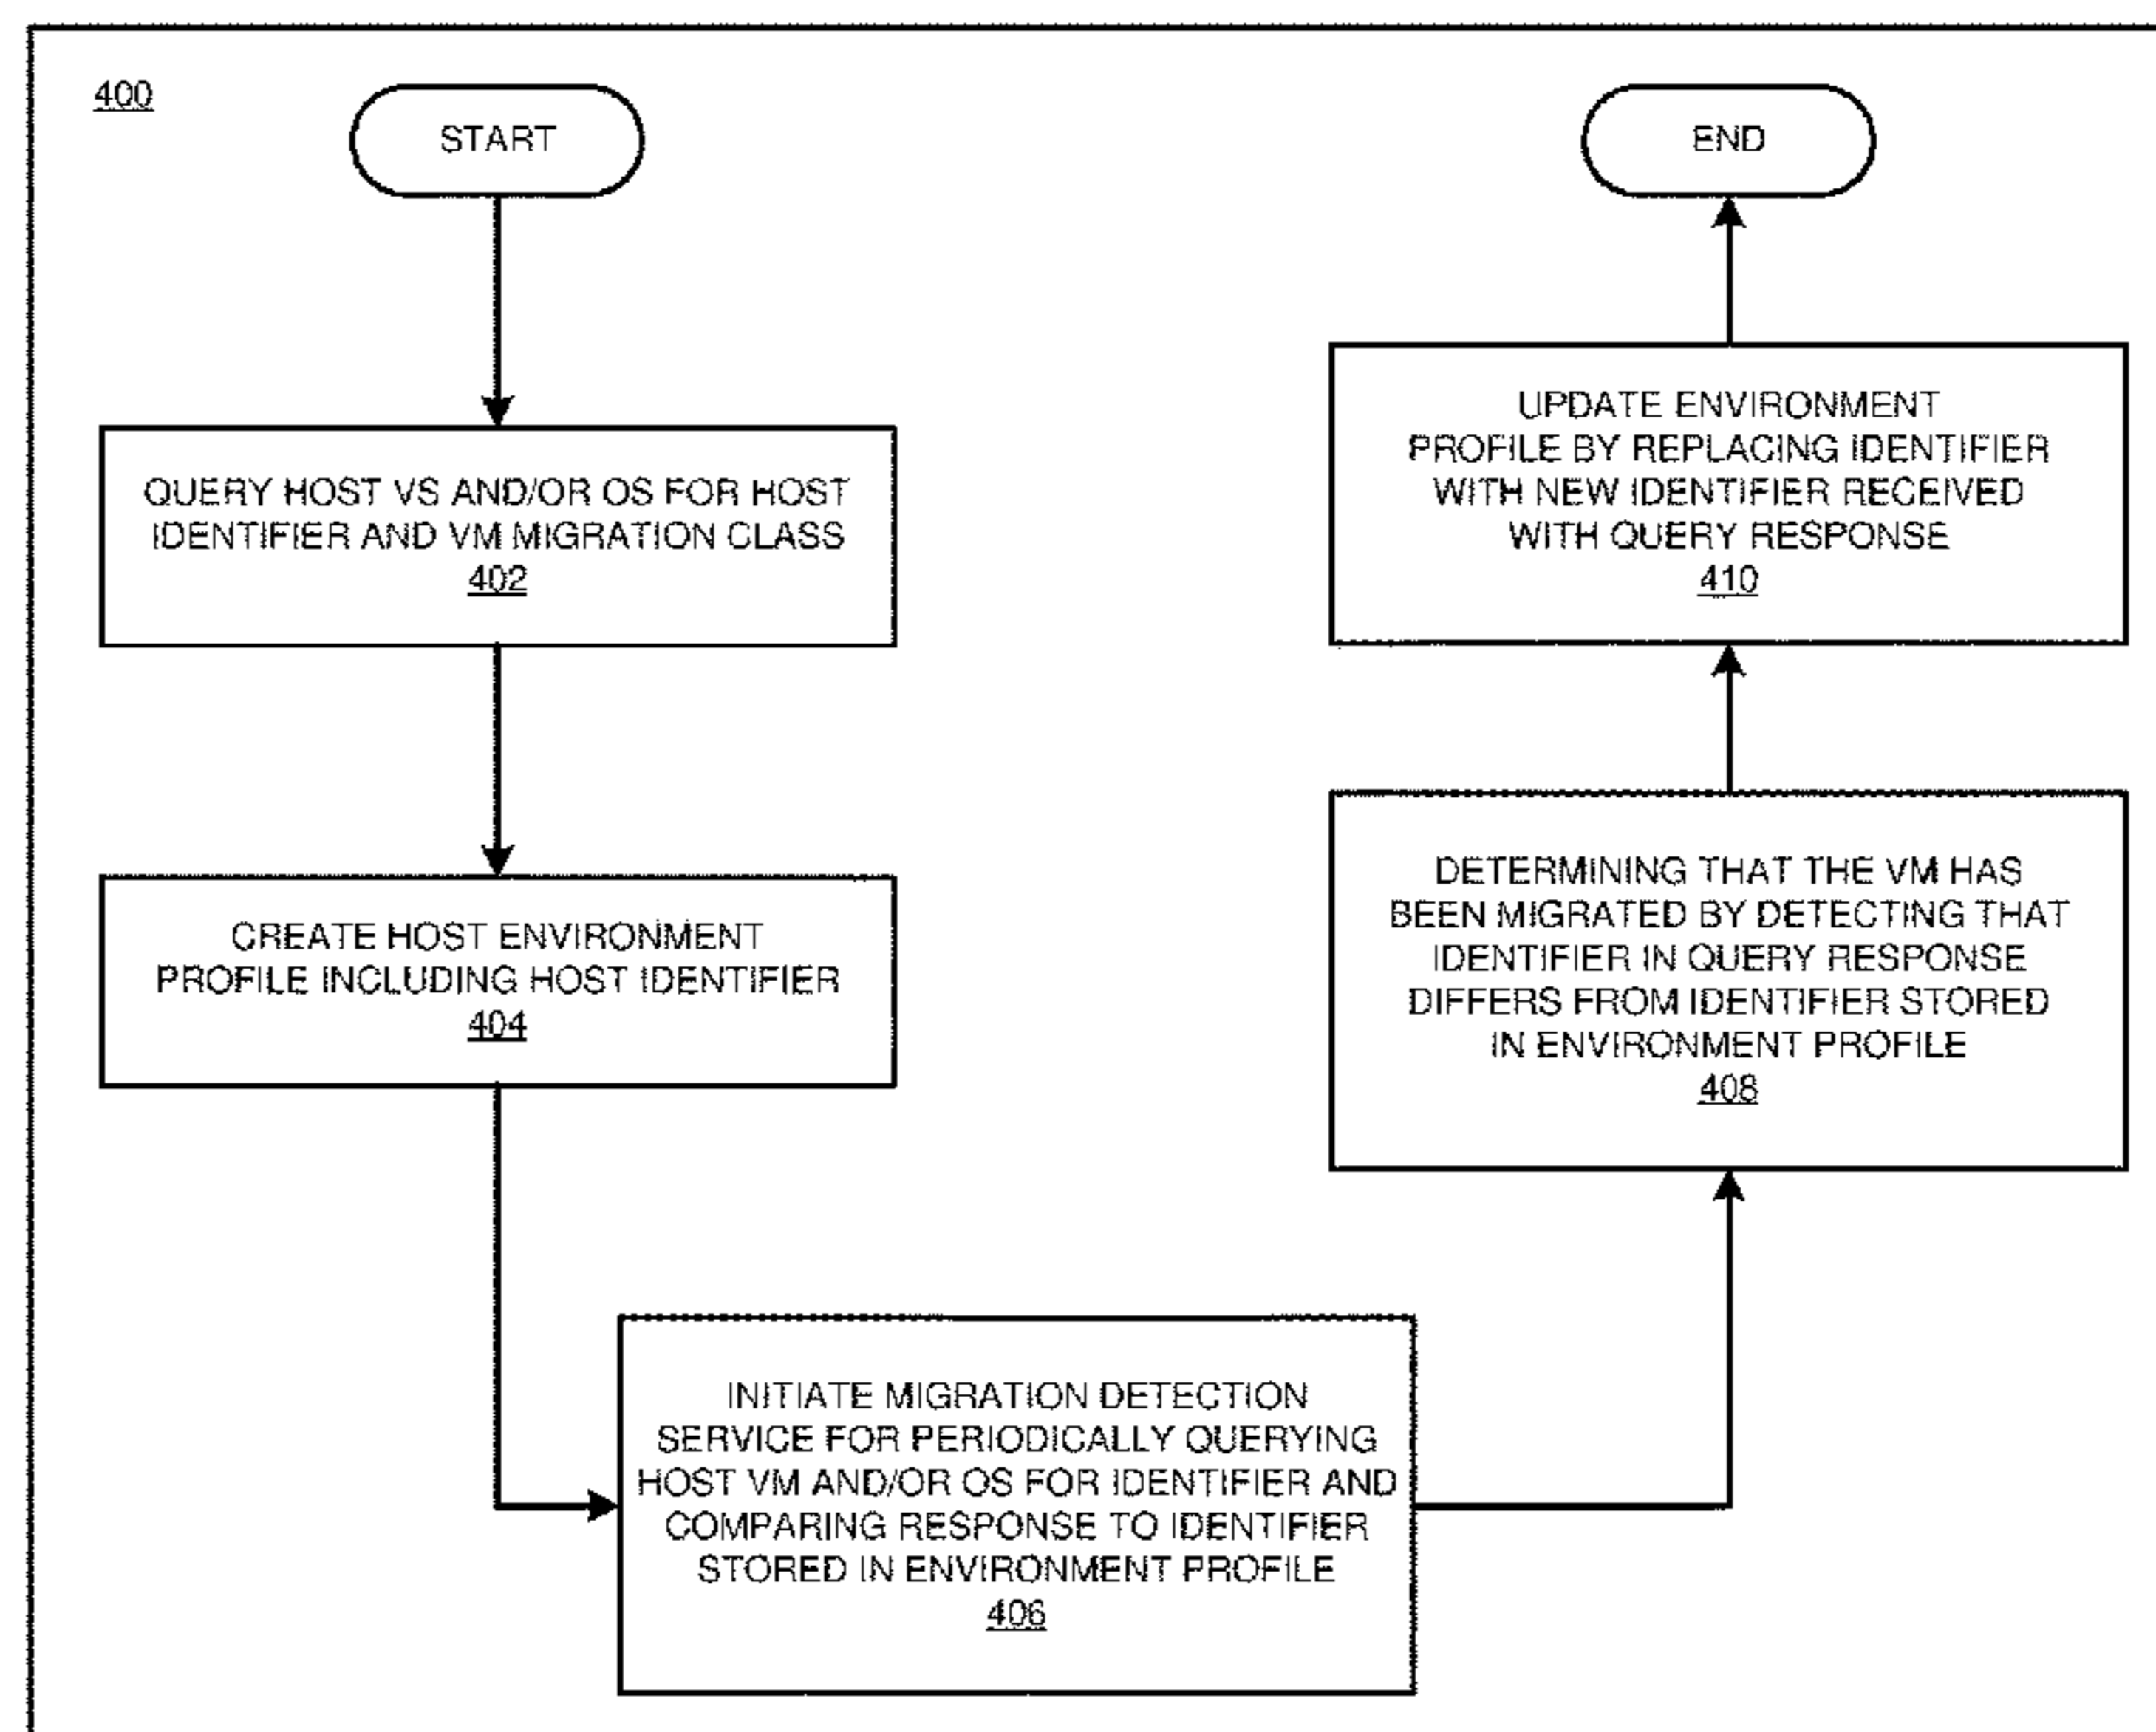 400
START
QUERY HOST VS AND/OR OS FOR HOST
IDENTIFIER AND VM MIGRATION CLASS
402
CREATE HOST ENVIRONMENT
PROFILE INCLUDING HOST IDENTIFIER
404
INITIATE MIGRATION DETECTION
SERVICE FOR PERIODICALLY QUERYING
HOST VM AND/OR OS FOR IDENTIFIER AND
COMPARING RESPONSE TO IDENTIFIER
STORED IN ENVIRONMENT PROFILE
406
DETERMINING THAT THE VM HAS
BEEN MIGRATED BY DETECTING THAT
IDENTIFIER IN QUERY RESPONSE
DIFFERS FROM IDENTIFIER STORED
IN ENVIRONMENT PROFILE
408
UPDATE ENVIRONMENT
PROFILE BY REPLACING IDENTIFIER
WITH NEW IDENTIFIER RECEIVED
WITH QUERY RESPONSE
410
END